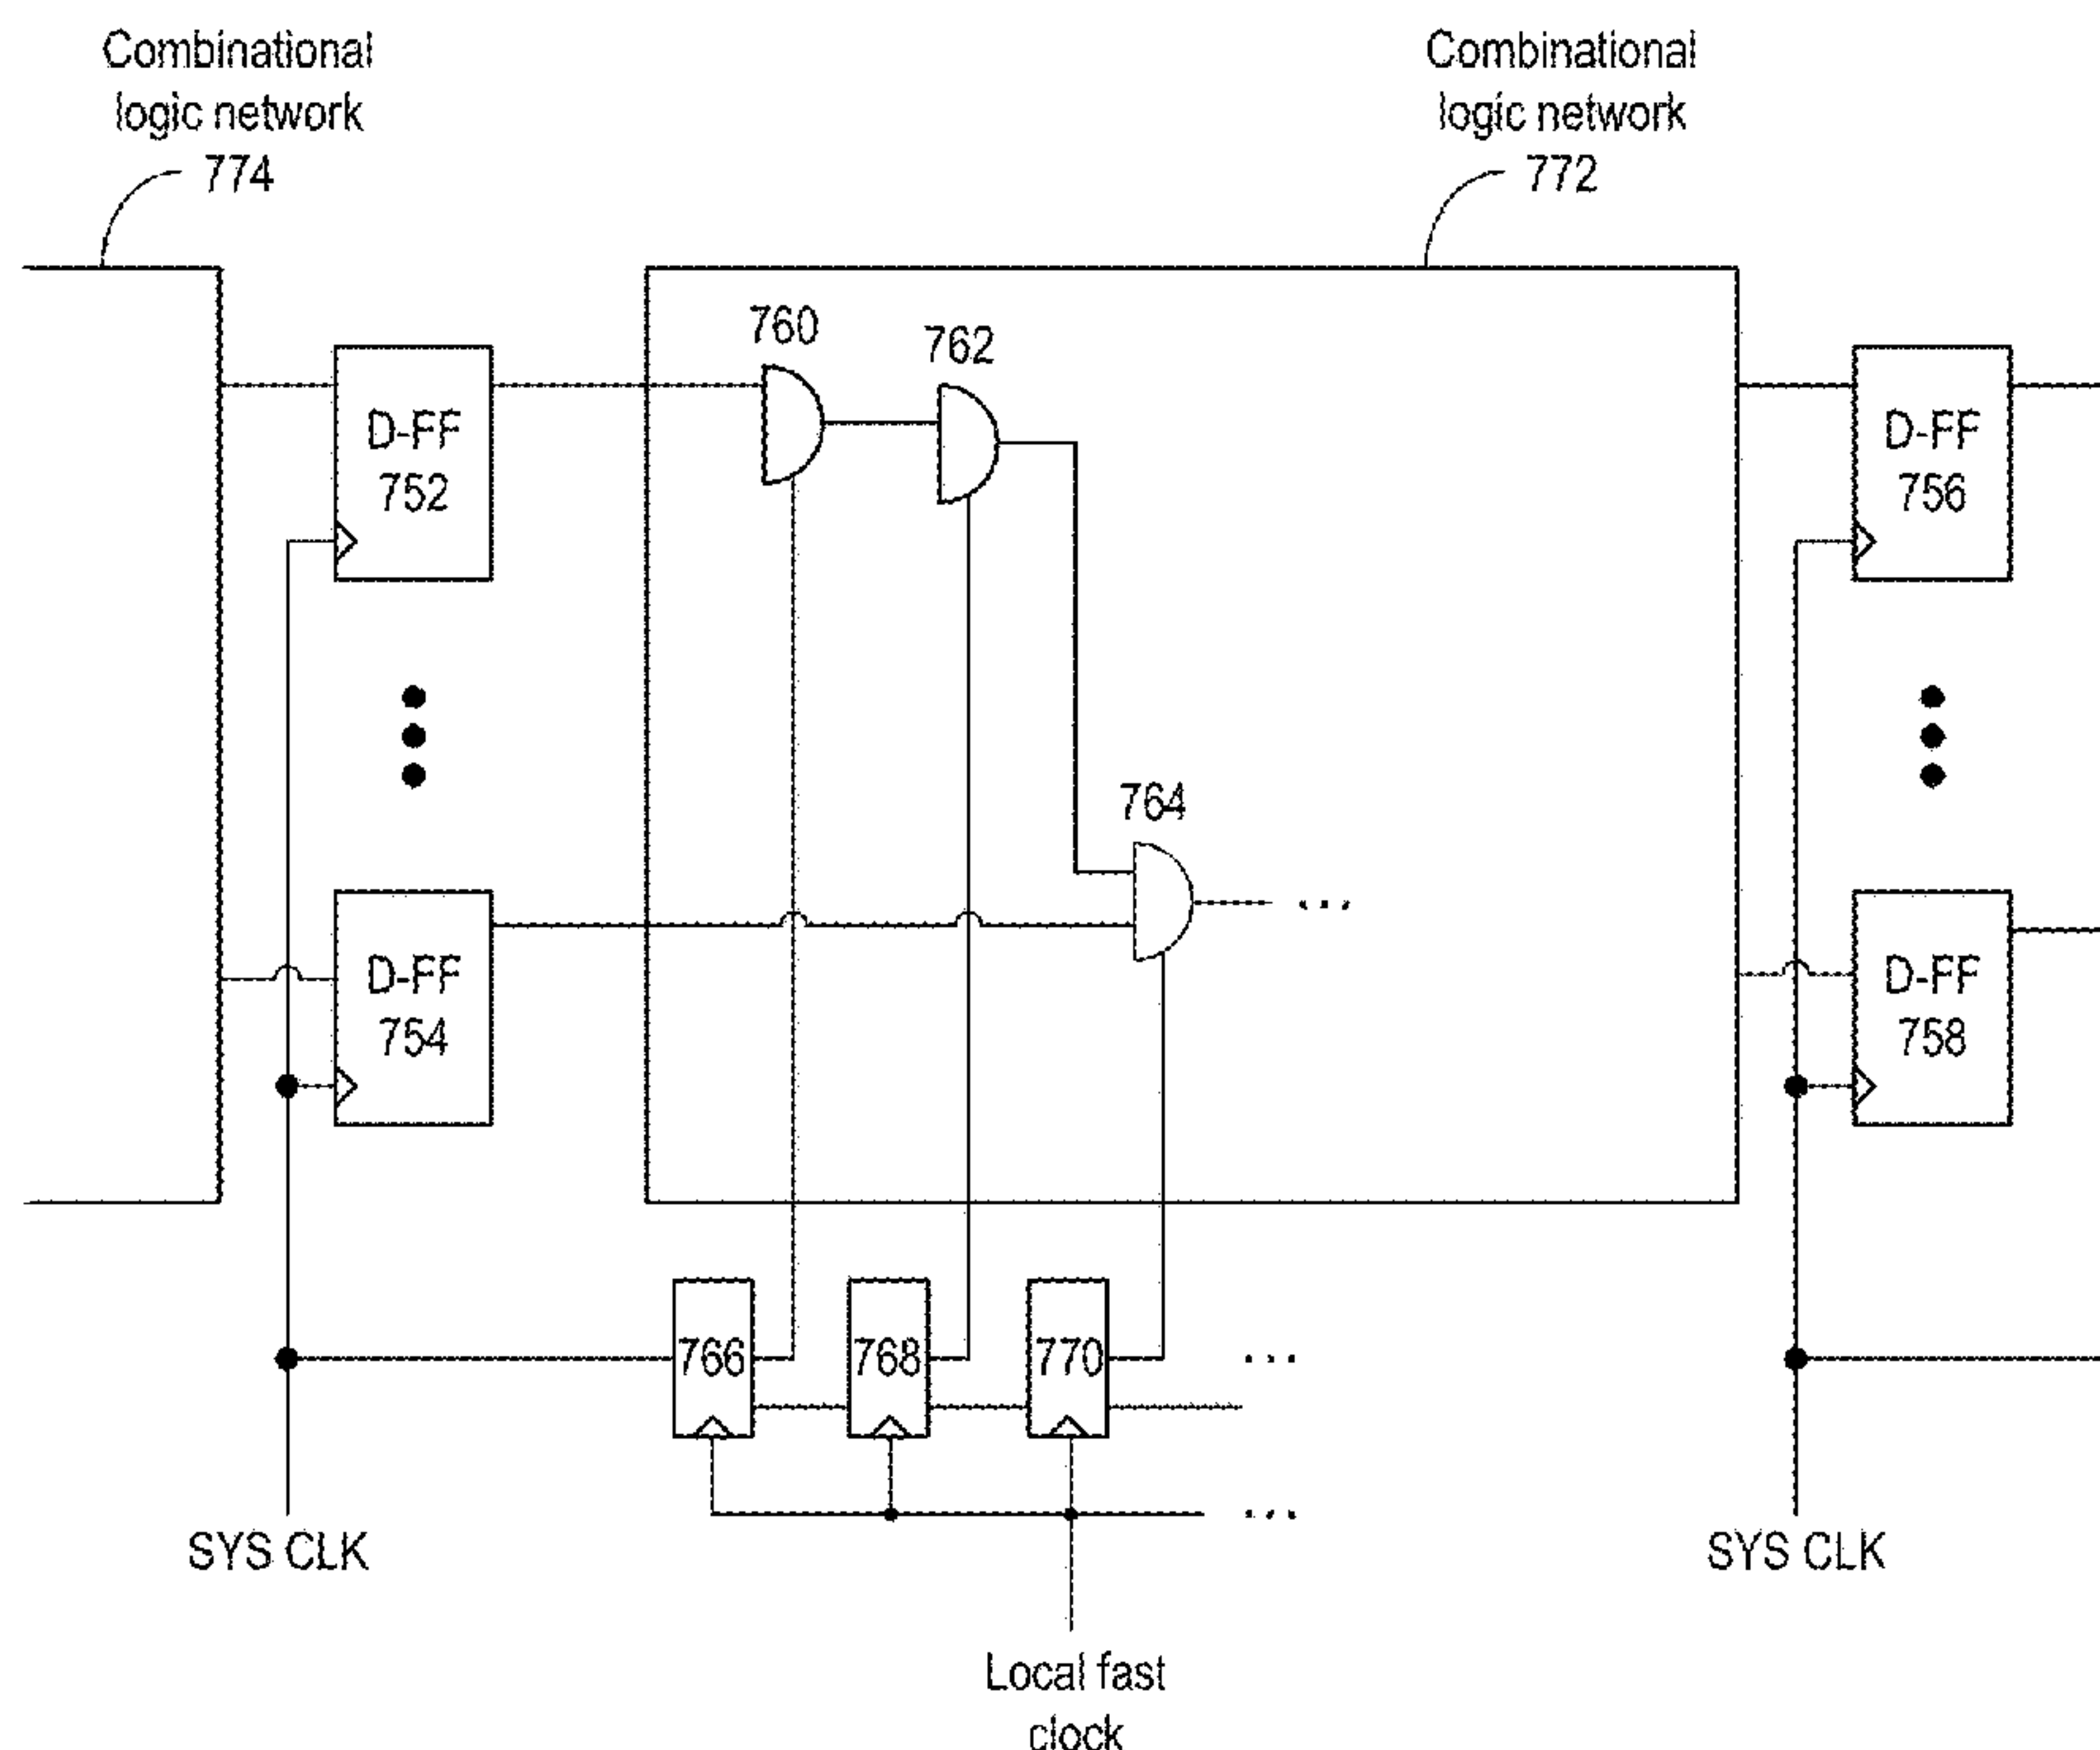 Combinational
logic network
774
Combinational
logic network
772
760
762
D-FF
752
D-FF
756
764
D-FF
754
D-FF
758
766
768
770
...
...
...
SYS CLK
SYS CLK
Local fast
clock